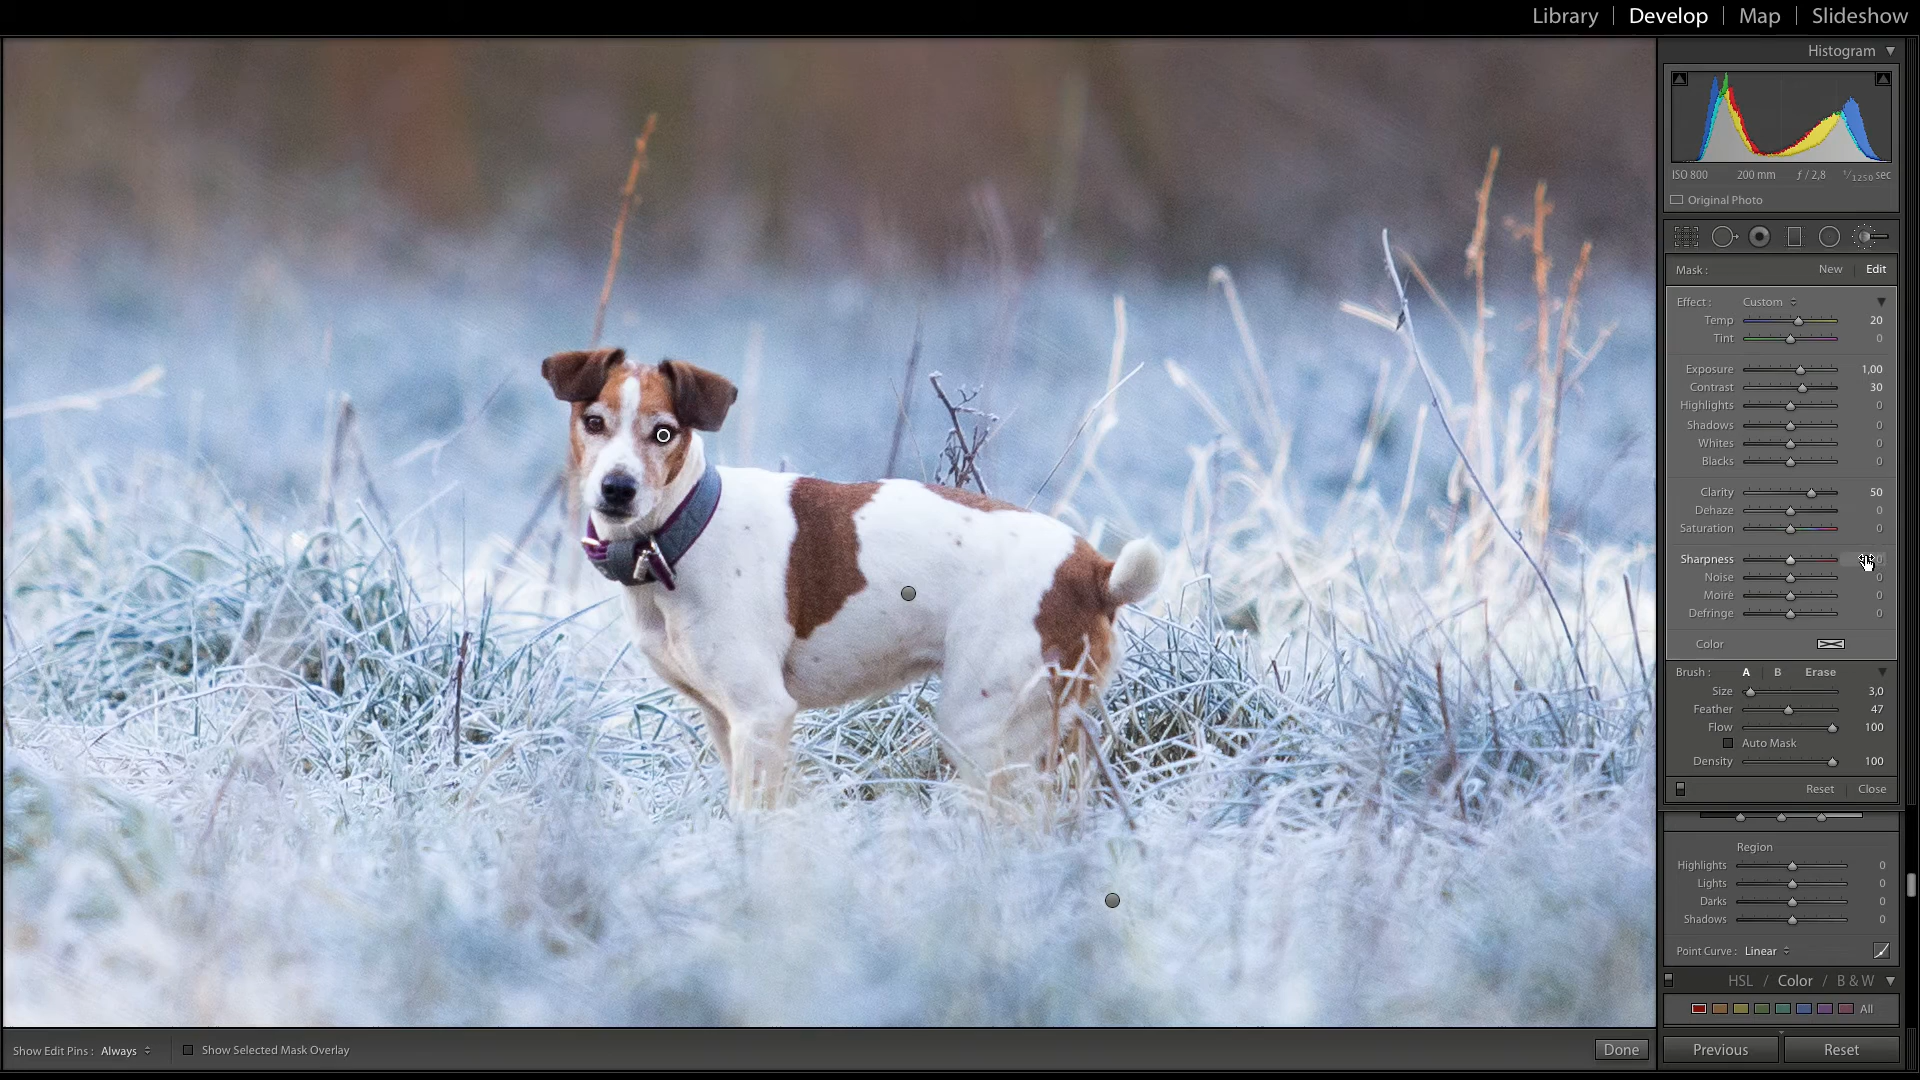 Library | Develop | Map | Slideshow
Histogram
ISO 800 200 mm ƒ / 2,8 1/1250 sec
Original Photo
Mask : New Edit
Effect : Custom
Temp 20
Tint 0
Exposure 1,00
Contrast 30
Highlights 0
Shadows 0
Whites 0
Blacks 0
Clarity 50
Dehaze 0
Saturation 0
Sharpness 0
Noise 0
Moiré 0
Defringe 0
Color
Brush : A B Erase
Size 3,0
Feather 47
Flow 100
Auto Mask
Density 100
Reset Close
Region
Highlights 0
Lights 0
Darks 0
Shadows 0
Point Curve : Linear
HSL / Color / B & W
All
Show Edit Pins : Always Show Selected Mask Overlay Done Previous Reset